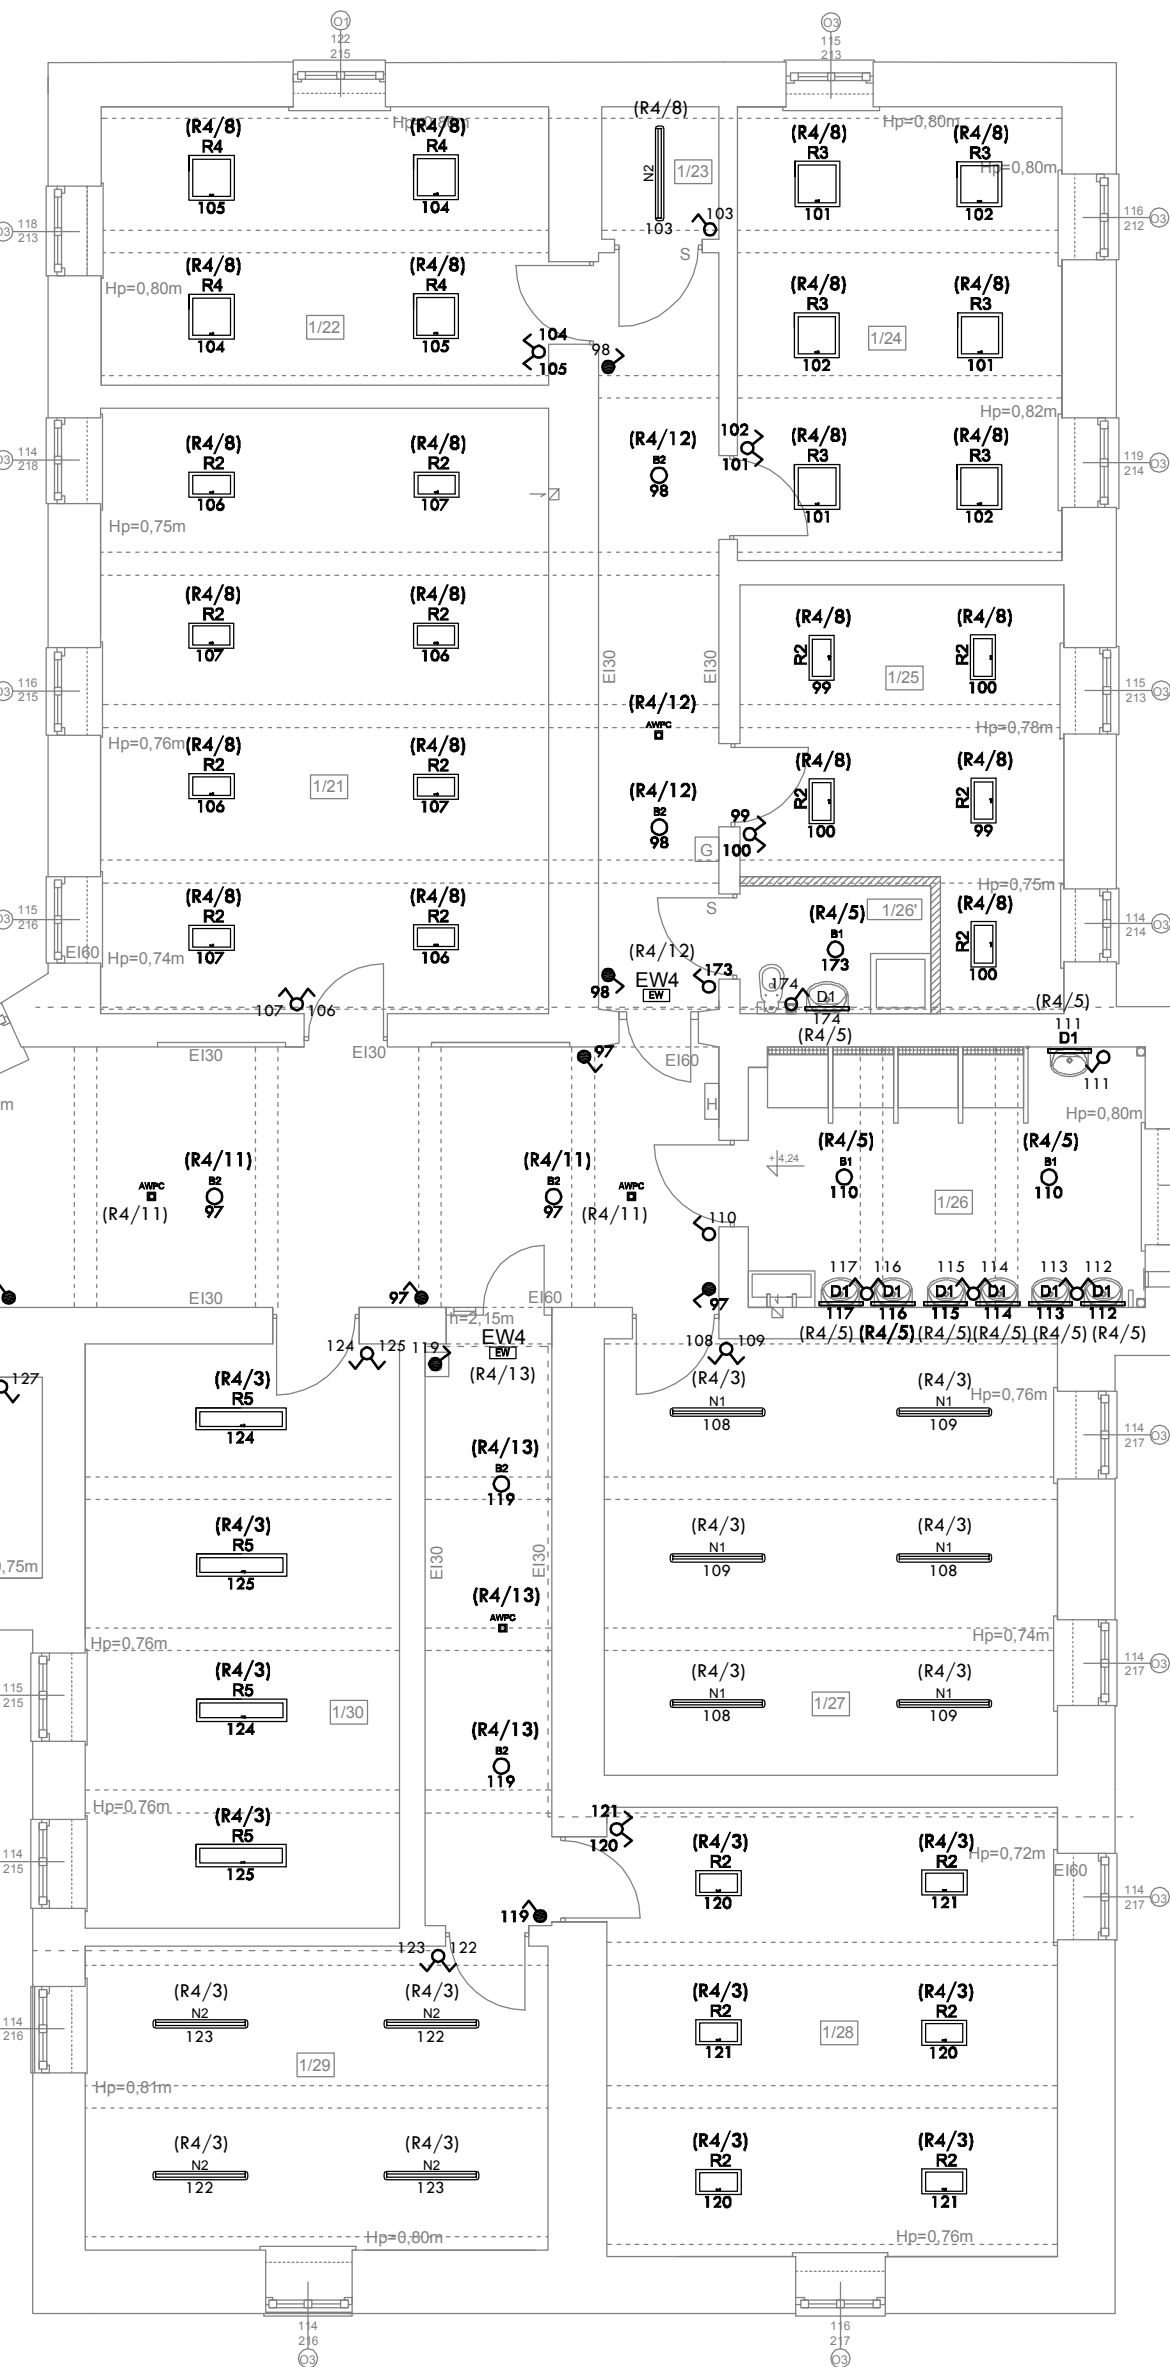 O1
122
215
O3
115
213
(R4/8)
Hp=0,80m
(R4/8)
R4
105
(R4/8)
R4
104
N2
1/23
103
103
S
(R4/8)
R3
101
Hp=0,80m
(R4/8)
R3
102
Hp=0,80m
118
213
O3
116
212
O3
Hp=0,80m
(R4/8)
R4
104
(R4/8)
R4
105
1/22
104
105
98
(R4/8)
R3
102
(R4/8)
R3
101
1/24
Hp=0,82m
114
218
O3
(R4/8)
R2
106
(R4/8)
R2
107
Hp=0,75m
(R4/12)
B2
98
102
101
(R4/8)
R3
101
(R4/8)
R3
102
119
214
O3
(R4/8)
R2
107
(R4/8)
R2
106
EI30
EI30
(R4/8)
R2
99
(R4/8)
R2
100
1/25
116
215
O3
115
213
O3
Hp=0,76m
(R4/12)
AWPC
Hp=0,78m
(R4/8)
R2
106
(R4/8)
R2
107
1/21
(R4/12)
B2
98
G
99
100
(R4/8)
R2
100
(R4/8)
R2
99
115
216
O3
EI60
Hp=0,74m
(R4/8)
R2
107
(R4/8)
R2
106
S
(R4/12)
EW4
EW
98
173
(R4/5)
B1
173
1/26'
Hp=0,75m
(R4/8)
R2
100
114
214
O3
107
106
174
D1
174
(R4/5)
(R4/5)
111
D1
111
EI30
EI30
97
EI60
H
Hp=0,80m
m
AWPC
(R4/11)
(R4/11)
B2
97
(R4/11)
B2
97
AWPC
(R4/11)
+4,24
(R4/5)
B1
110
(R4/5)
B1
110
1/26
110
EI30
97
EI60
97
117
116
115
114
113
112
D1
D1
D1
D1
D1
D1
117
116
115
114
113
112
(R4/5)
(R4/5)
(R4/5)
(R4/5)
(R4/5)
(R4/5)
h=2,15m
EW4
EW
(R4/13)
124
125
119
108
109
127
(R4/3)
R5
124
(R4/3)
N1
108
(R4/3)
N1
109
Hp=0,76m
114
217
O3
(R4/13)
B2
119
(R4/3)
R5
125
EI30
EI30
(R4/3)
N1
109
(R4/3)
N1
108
,75m
(R4/13)
AWPC
Hp=0,76m
Hp=0,74m
114
217
O3
115
215
(R4/3)
R5
124
1/30
(R4/3)
N1
108
(R4/3)
N1
109
1/27
(R4/13)
B2
119
Hp=0,76m
114
215
(R4/3)
R5
125
121
120
(R4/3)
R2
120
(R4/3)
R2
121
Hp=0,72m
EI60
114
217
O3
119
123
122
(R4/3)
N2
123
(R4/3)
N2
122
(R4/3)
R2
121
(R4/3)
R2
120
1/28
114
216
1/29
Hp=0,81m
(R4/3)
N2
122
(R4/3)
N2
123
(R4/3)
R2
120
(R4/3)
R2
121
Hp=0,80m
Hp=0,76m
114
216
O3
116
217
O3